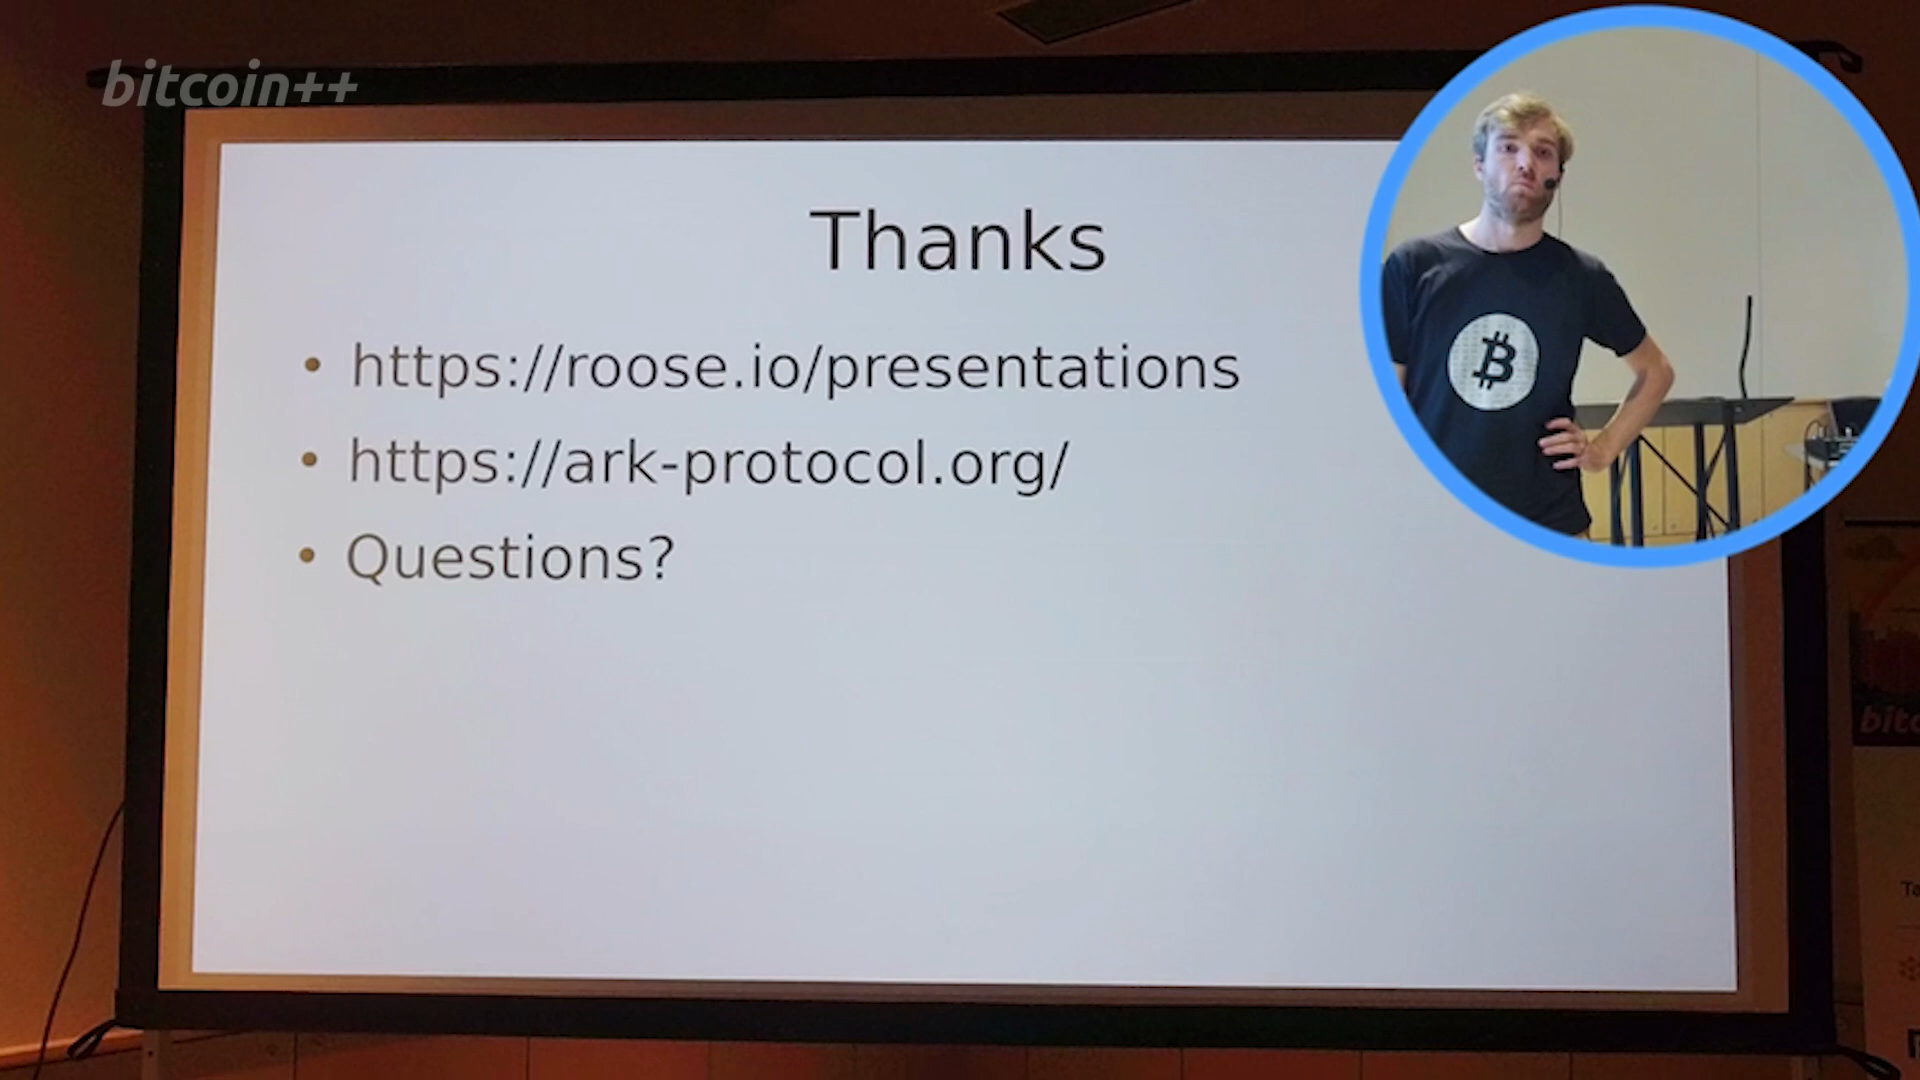 bitcoin++
Thanks
• https://roose.io/presentations
• https://ark-protocol.org/
• Questions?